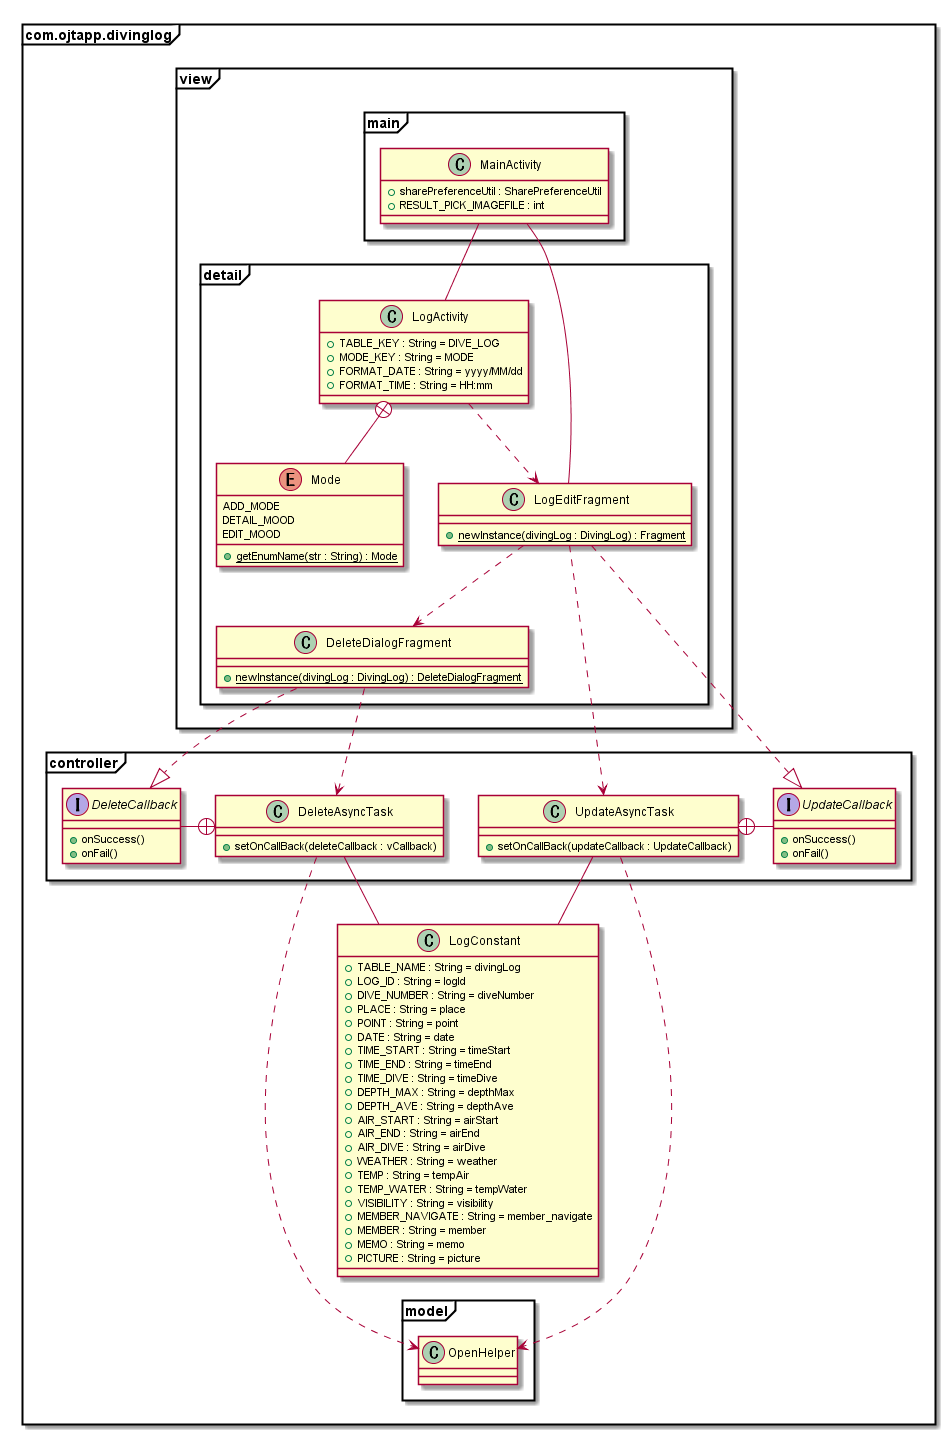 com.ojtapp.divinglog
view
main
C MainActivity
sharePreferenceUtil : SharePreferenceUtil
RESULT_PICK_IMAGEFILE : int
detail
C LogActivity
TABLE_KEY : String = DIVE_LOG
MODE_KEY : String = MODE
FORMAT_DATE : String = yyyy/MM/dd
FORMAT_TIME : String = HH:mm
E Mode
ADD_MODE
DETAIL_MOOD
EDIT_MOOD
getEnumName(str : String) : Mode
C LogEditFragment
newInstance(divingLog : DivingLog) : Fragment
C DeleteDialogFragment
newInstance(divingLog : DivingLog) : DeleteDialogFragment
controller
I DeleteCallback
onSuccess()
onFail()
C DeleteAsyncTask
setOnCallBack(deleteCallback : vCallback)
C UpdateAsyncTask
setOnCallBack(updateCallback : UpdateCallback)
I UpdateCallback
onSuccess()
onFail()
C LogConstant
TABLE_NAME : String = divingLog
LOG_ID : String = logId
DIVE_NUMBER : String = diveNumber
PLACE : String = place
POINT : String = point
DATE : String = date
TIME_START : String = timeStart
TIME_END : String = timeEnd
TIME_DIVE : String = timeDive
DEPTH_MAX : String = depthMax
DEPTH_AVE : String = depthAve
AIR_START : String = airStart
AIR_END : String = airEnd
AIR_DIVE : String = airDive
WEATHER : String = weather
TEMP : String = tempAir
TEMP_WATER : String = tempWater
VISIBILITY : String = visibility
MEMBER_NAVIGATE : String = member_navigate
MEMBER : String = member
MEMO : String = memo
PICTURE : String = picture
model
C OpenHelper